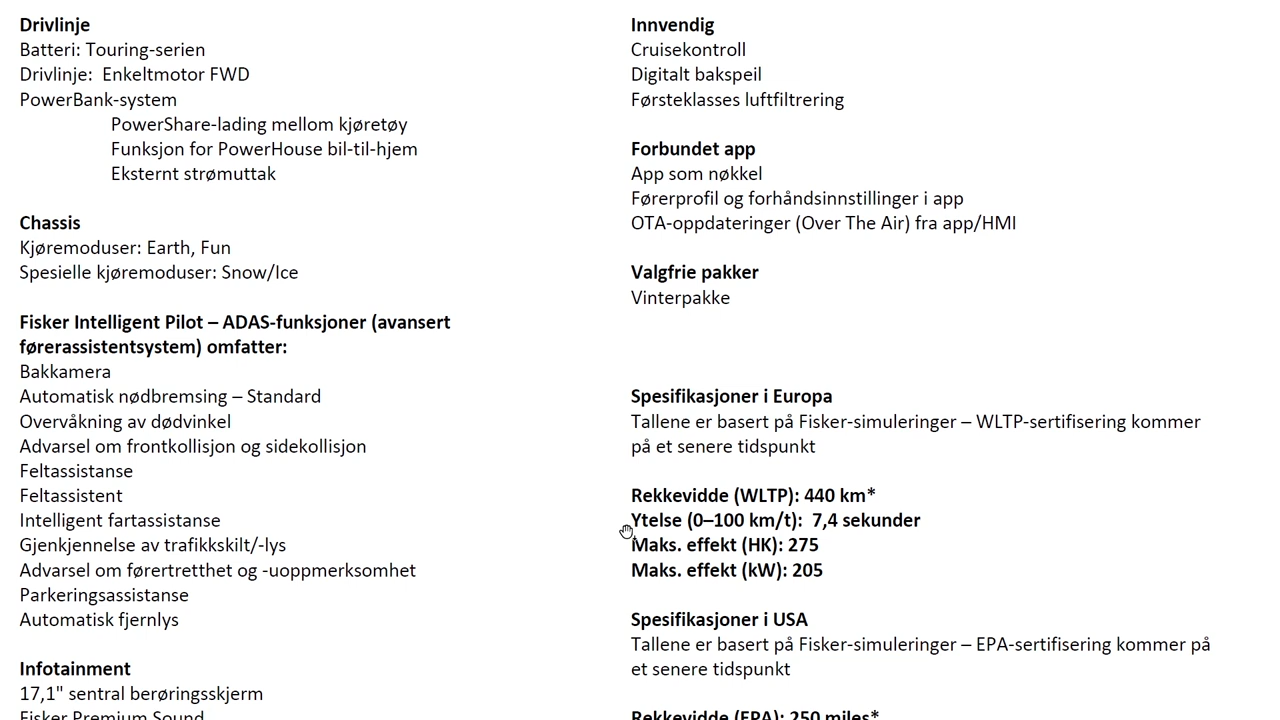 Drivlinje
Batteri: Touring-serien
Drivlinje:  Enkeltmotor FWD
PowerBank-system
PowerShare-lading mellom kjøretøy
Funksjon for PowerHouse bil-til-hjem
Eksternt strømuttak
Chassis
Kjøremoduser: Earth, Fun
Spesielle kjøremoduser: Snow/Ice
Fisker Intelligent Pilot – ADAS-funksjoner (avansert
førerassistentsystem) omfatter:
Bakkamera
Automatisk nødbremsing – Standard
Overvåkning av dødvinkel
Advarsel om frontkollisjon og sidekollisjon
Feltassistanse
Feltassistent
Intelligent fartassistanse
Gjenkjennelse av trafikkskilt/-lys
Advarsel om førertretthet og -uoppmerksomhet
Parkeringsassistanse
Automatisk fjernlys
Infotainment
17,1" sentral berøringsskjerm
Fisker Premium Sound
Innvendig
Cruisekontroll
Digitalt bakspeil
Førsteklasses luftfiltrering
Forbundet app
App som nøkkel
Førerprofil og forhåndsinnstillinger i app
OTA-oppdateringer (Over The Air) fra app/HMI
Valgfrie pakker
Vinterpakke
Spesifikasjoner i Europa
Tallene er basert på Fisker-simuleringer – WLTP-sertifisering kommer
på et senere tidspunkt
Rekkevidde (WLTP): 440 km*
Ytelse (0–100 km/t):  7,4 sekunder
Maks. effekt (HK): 275
Maks. effekt (kW): 205
Spesifikasjoner i USA
Tallene er basert på Fisker-simuleringer – EPA-sertifisering kommer på
et senere tidspunkt
Rekkevidde (EPA): 250 miles*